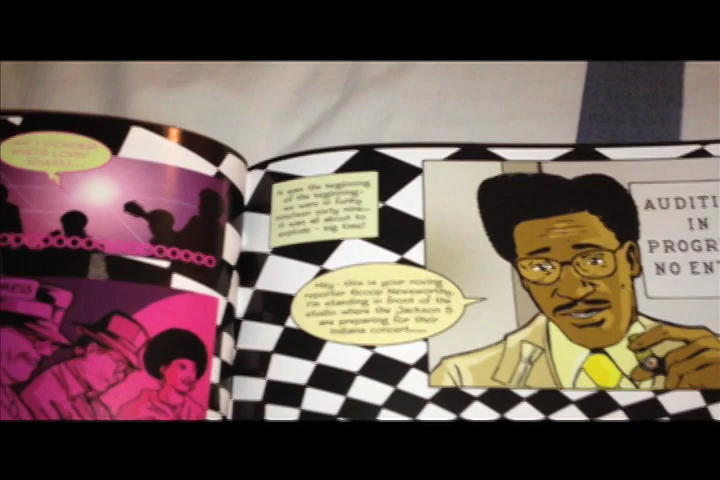 It was the beginning
of the beginning,
we were in funky
nineteen sixty nine...
it was all about to
explode - big time!
Hey - this is your roving
reporter Scoop Newsworthy.
I'm standing in front of the
studio where the Jackson 5
are preparing for their
Indiana concert......
AUDITI
IN
PROGR
NO ENT
RESS